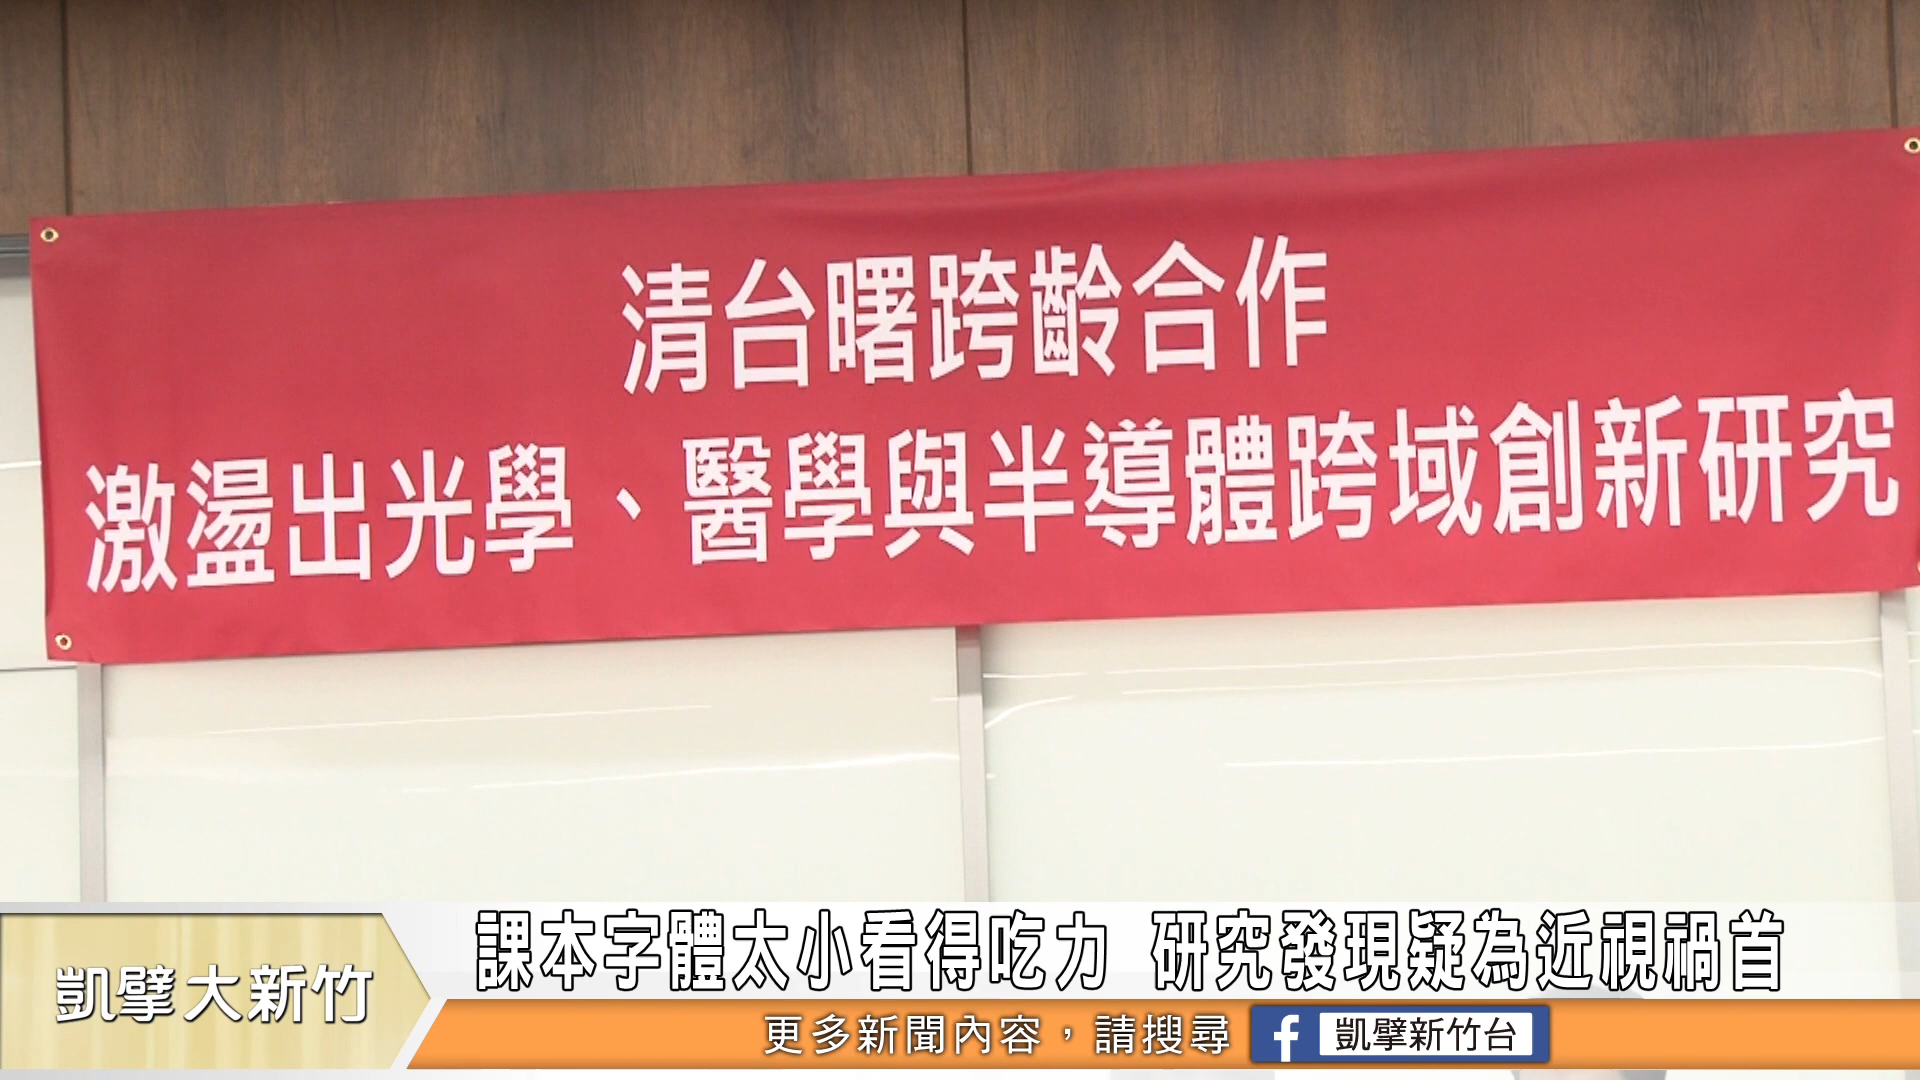 清台曙跨齡合作
激盪出光學、醫學與半導體跨域創新研究
課本字體太小看得吃力 研究發現疑為近視禍首
凱擘大新竹
更多新聞內容，請搜尋 f 凱擘新竹台